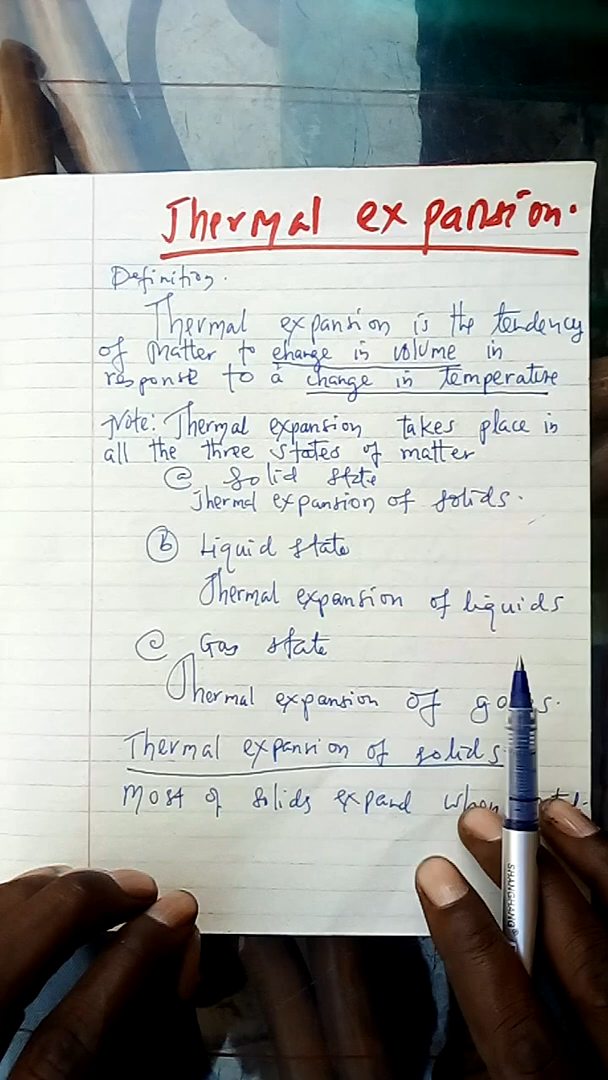 Thermal expansion.
Definition.
Thermal expansion is the tendency
of matter to change in volume in
response to a change in temperature
Note: Thermal expansion takes place in
all the three states of matter
a solid state
Thermal expansion of solids.
b Liquid state
Thermal expansion of liquids
c Gas state
Thermal expansion of
Thermal expansion of solids.
Most of solids expand when